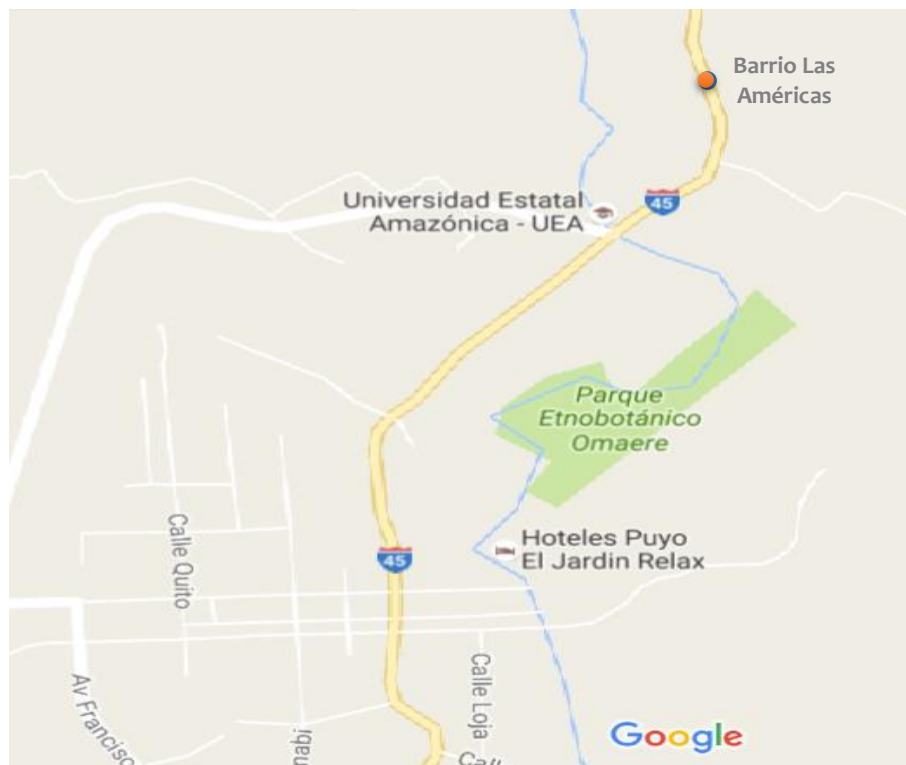 Barrio Las
Américas
Universidad Estatal
Amazónica - UEA
45
Parque
Etnobotánico
Omaere
Hoteles Puyo
El Jardin Relax
45
Calle Quito
Calle Loja
Av Francisc
Google